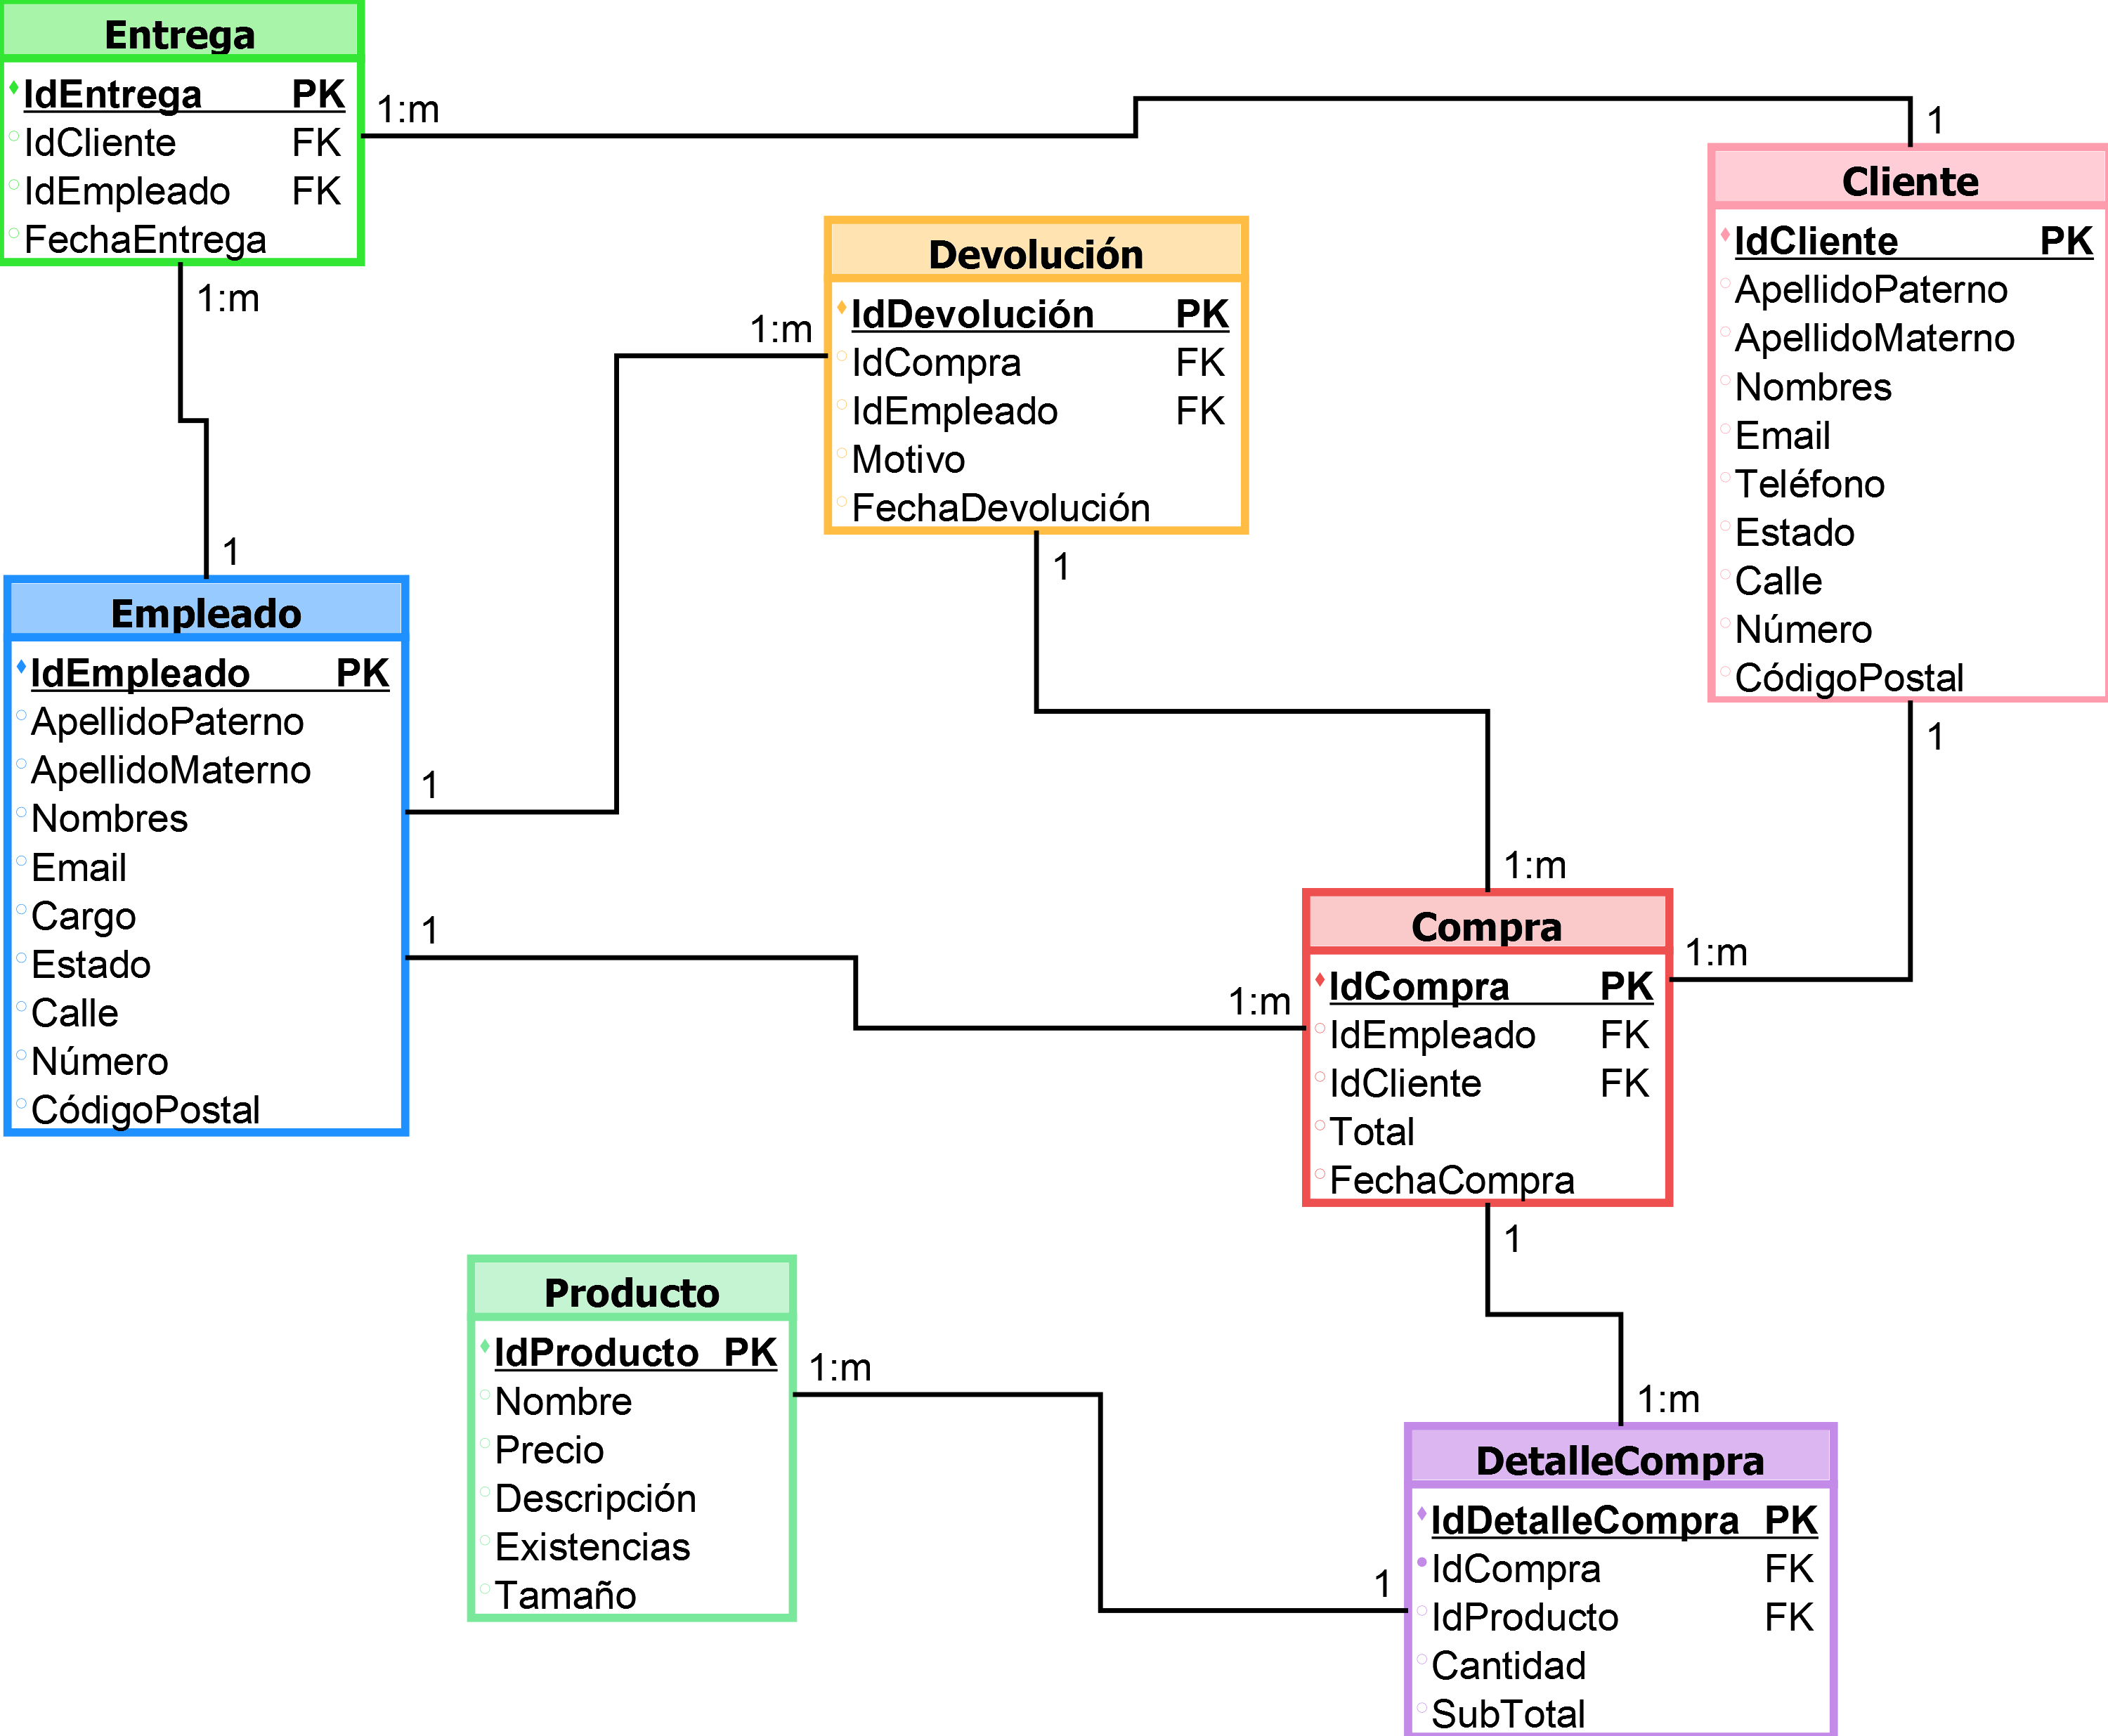 Entrega
IdEntrega PK
IdCliente FK
IdEmpleado FK
FechaEntrega
1:m
1:m
1
Cliente
IdCliente PK
ApellidoPaterno
ApellidoMaterno
Nombres
Email
Teléfono
Estado
Calle
Número
CódigoPostal
1
Devolución
IdDevolución PK
IdCompra FK
IdEmpleado FK
Motivo
FechaDevolución
1:m
1
1
Empleado
IdEmpleado PK
ApellidoPaterno
ApellidoMaterno
Nombres
Email
Cargo
Estado
Calle
Número
CódigoPostal
1
1
1:m
1:m
1:m
Compra
IdCompra PK
IdEmpleado FK
IdCliente FK
Total
FechaCompra
1
Producto
IdProducto PK
Nombre
Precio
Descripción
Existencias
Tamaño
1:m
1:m
1
DetalleCompra
IdDetalleCompra PK
IdCompra FK
IdProducto FK
Cantidad
SubTotal